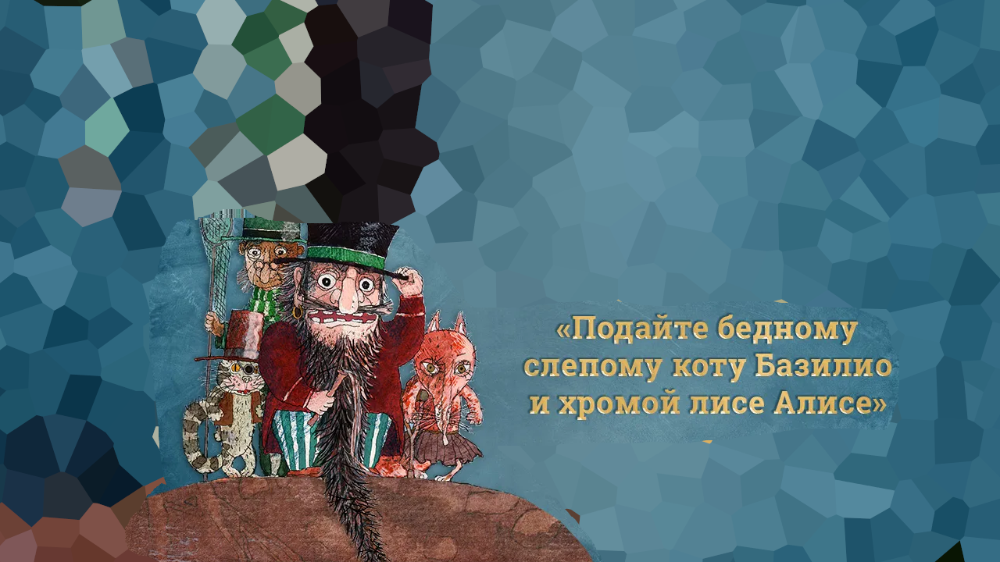 «Подайте бедному
слепому коту Базилио
и хромой лисе Алисе»